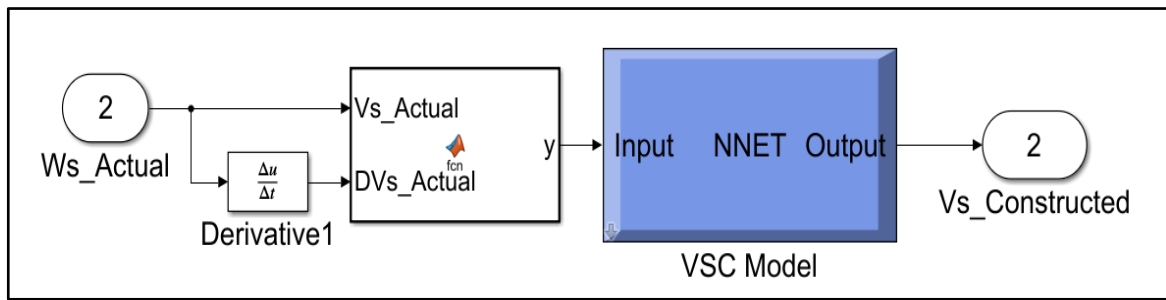 2
Ws_Actual
Δu
Δt
Derivative1
Vs_Actual
DVs_Actual
fcn
y
Input NNET Output
VSC Model
2
Vs_Constructed